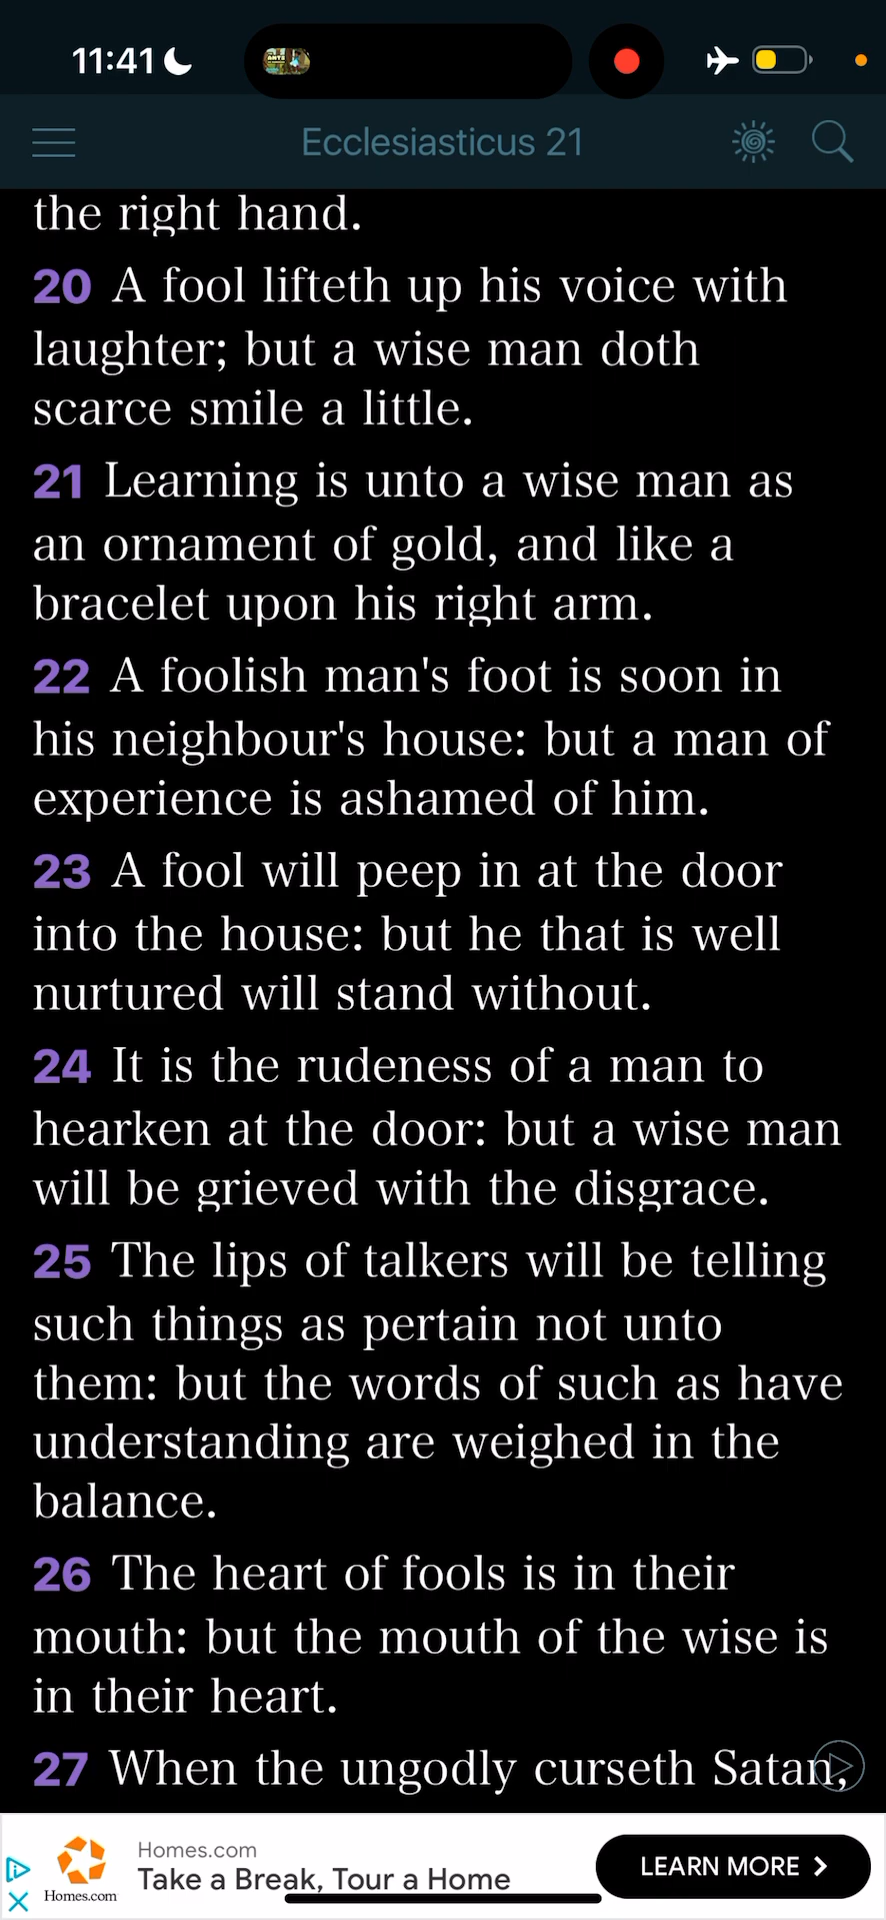 11:41
Ecclesiasticus 21
the right hand.
20 A fool lifteth up his voice with
laughter; but a wise man doth
scarce smile a little.
21 Learning is unto a wise man as
an ornament of gold, and like a
bracelet upon his right arm.
22 A foolish man's foot is soon in
his neighbour's house: but a man of
experience is ashamed of him.
23 A fool will peep in at the door
into the house: but he that is well
nurtured will stand without.
24 It is the rudeness of a man to
hearken at the door: but a wise man
will be grieved with the disgrace.
25 The lips of talkers will be telling
such things as pertain not unto
them: but the words of such as have
understanding are weighed in the
balance.
26 The heart of fools is in their
mouth: but the mouth of the wise is
in their heart.
27 When the ungodly curseth Satan,
Homes.com
Take a Break, Tour a Home
Homes.com
LEARN MORE